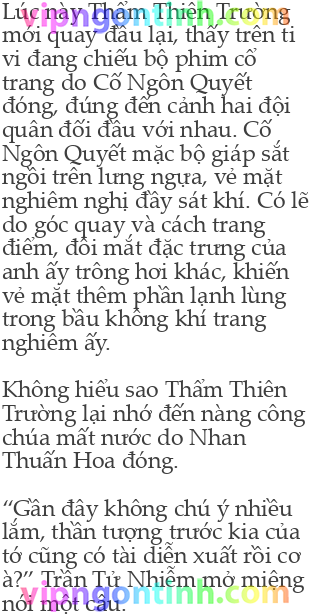 Lúc này Thẩm Thiên Trường
mới quay đầu lại, thấy trên ti
vi đang chiếu bộ phim cổ
trang do Cố Ngôn Quyết
đóng, đúng đến cảnh hai đội
quân đối đầu với nhau. Cố
Ngôn Quyết mặc bộ giáp sắt
ngồi trên lưng ngựa, vẻ mặt
nghiêm nghị đầy sát khí. Có lẽ
do góc quay và cách trang
điểm, đôi mắt đặc trưng của
anh ấy trông hơi khác, khiến
vẻ mặt thêm phần lạnh lùng
trong bầu không khí trang
nghiêm ấy.
Không hiểu sao Thẩm Thiên
Trường lại nhớ đến nàng công
chúa mất nước do Nhan
Thuấn Hoa đóng.
“Gần đây không chú ý nhiều
lắm, thần tượng trước kia của
tớ cũng có tài diễn xuất rồi cơ
à?” Trần Tử Nhiễm mở miệng
nói một câu.
vipngontinh.com
vipngontinh.com